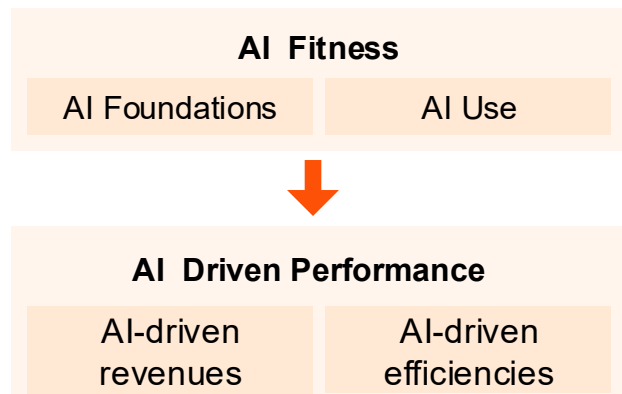 AI Fitness
AI Foundations
AI Use
AI Driven Performance
AI-driven
revenues
AI-driven
efficiencies